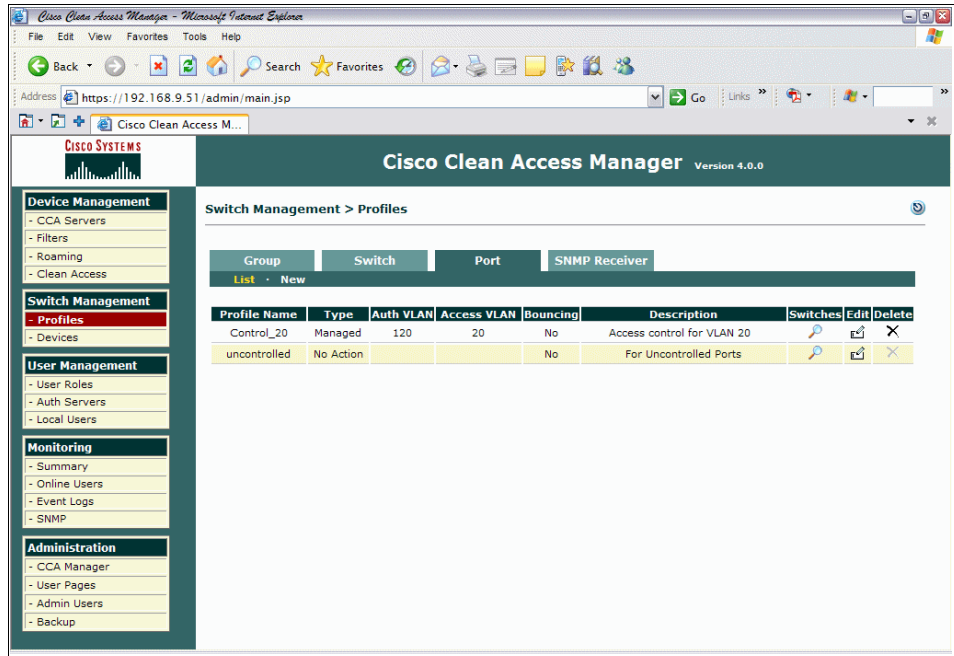 Cisco Clean Access Manager - Microsoft Internet Explorer
File Edit View Favorites Tools Help
Back Search Favorites
Address https://192.168.9.51/admin/main.jsp Go Links »
Cisco Clean Access M...
CISCO SYSTEMS
Cisco Clean Access Manager Version 4.0.0
Device Management
- CCA Servers
- Filters
- Roaming
- Clean Access
Switch Management
- Profiles
- Devices
User Management
- User Roles
- Auth Servers
- Local Users
Monitoring
- Summary
- Online Users
- Event Logs
- SNMP
Administration
- CCA Manager
- User Pages
- Admin Users
- Backup
Switch Management > Profiles
Group Switch Port SNMP Receiver
List · New
Profile Name Type Auth VLAN Access VLAN Bouncing Description Switches Edit Delete
Control_20 Managed 120 20 No Access control for VLAN 20
uncontrolled No Action No For Uncontrolled Ports